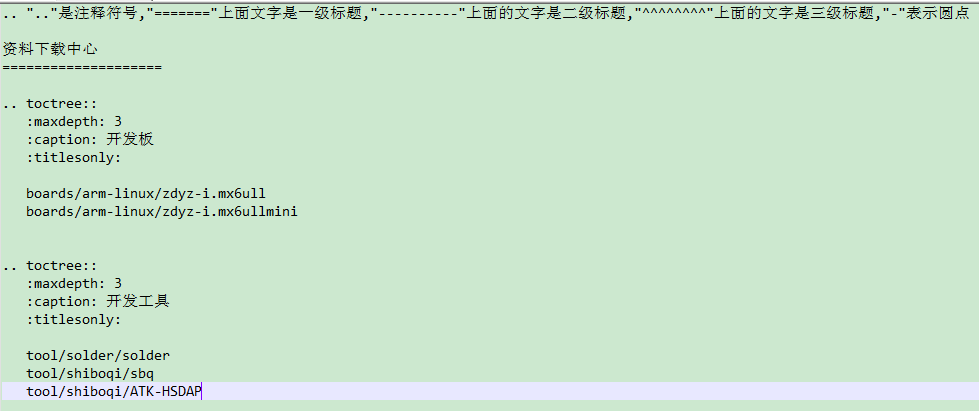 .. ".."是注释符号,"======="上面文字是一级标题,"----------"上面的文字是二级标题,"^^^^^^^^"上面的文字是三级标题,"-"表示圆点
资料下载中心
====================
.. toctree::
   :maxdepth: 3
   :caption: 开发板
   :titlesonly:
   boards/arm-linux/zdyz-i.mx6ull
   boards/arm-linux/zdyz-i.mx6ullmini
.. toctree::
   :maxdepth: 3
   :caption: 开发工具
   :titlesonly:
   tool/solder/solder
   tool/shiboqi/sbq
   tool/shiboqi/ATK-HSDAP